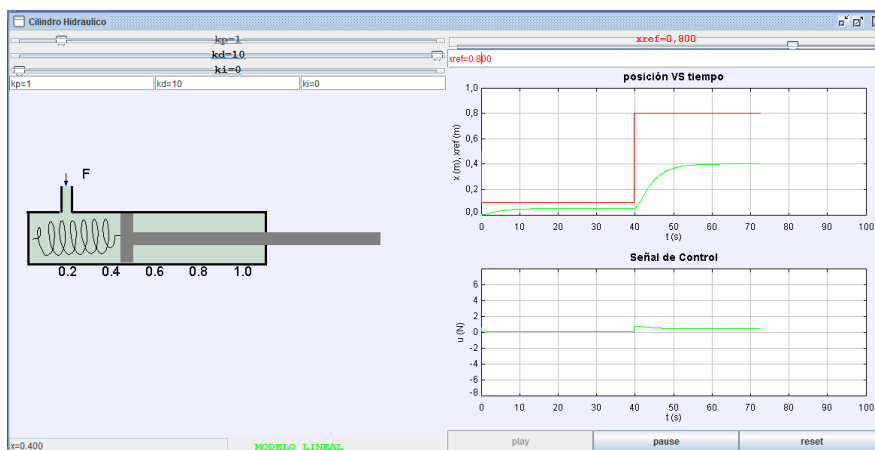 Cilindro Hidraulico
kp=1
kd=10
ki=0
kp=1 kd=10 ki=0
F
0.2 0.4 0.6 0.8 1.0
x=0.400
MODELO LINEAL
xref=0,800
xref=0.800
posición VS tiempo
x (m), xref (m)
1,0
0,8
0,6
0,4
0,2
0,0
0 10 20 30 40 50 60 70 80 90 100
t (s)
Señal de Control
u (N)
6
4
2
0
-2
-4
-6
-8
0 10 20 30 40 50 60 70 80 90 100
t (s)
play pause reset